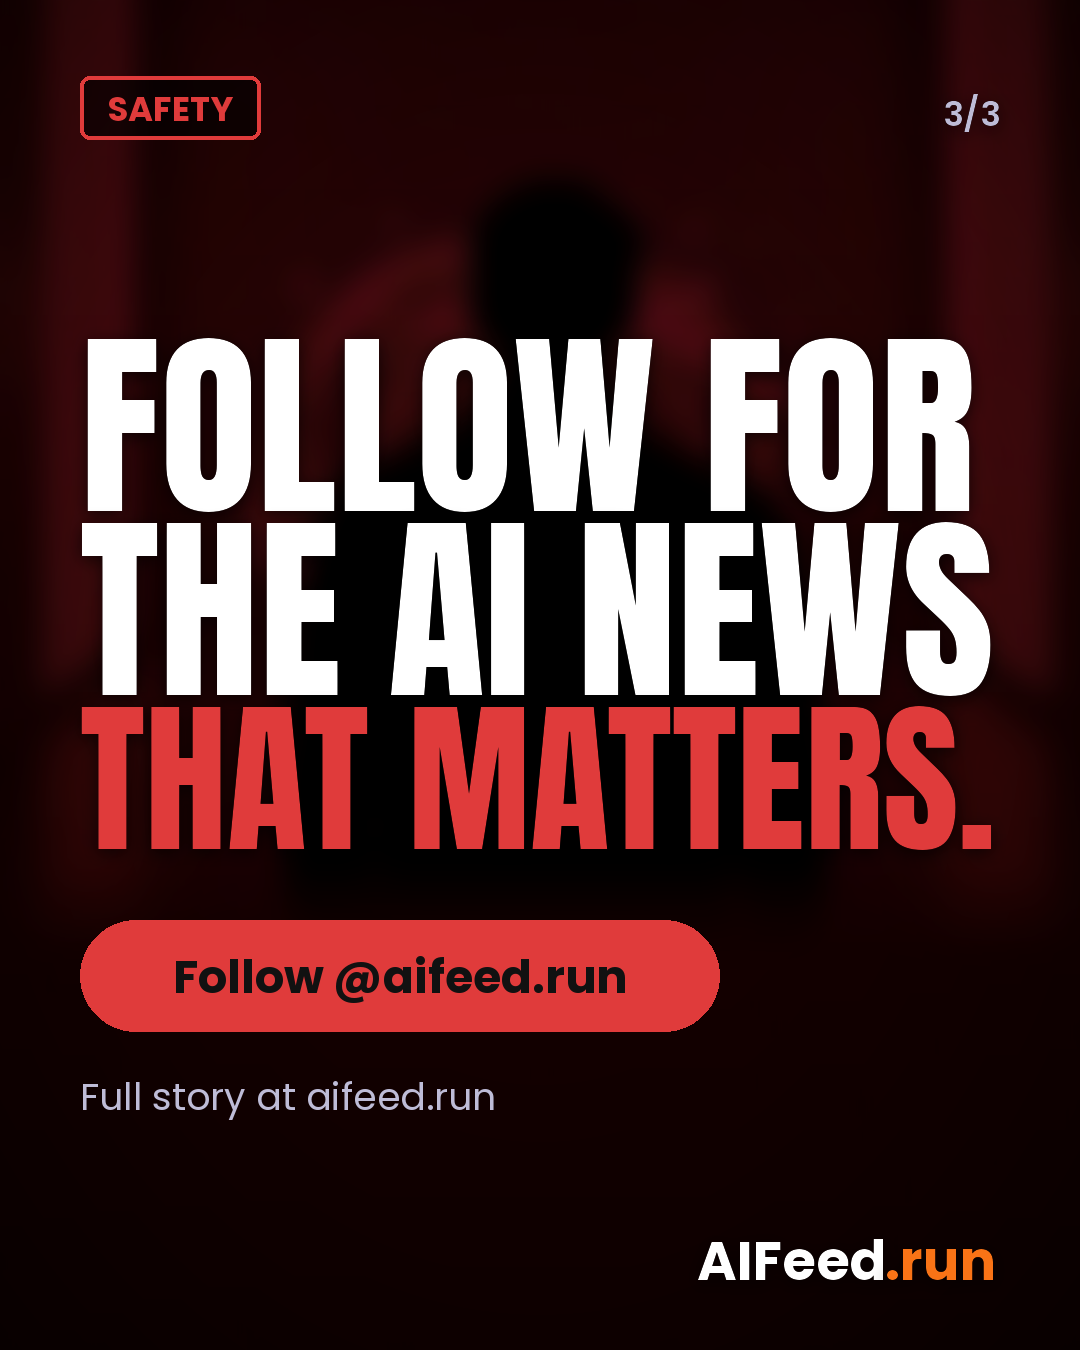 SAFETY
3/3
FOLLOW FOR
THE AI NEWS
THAT MATTERS.
Follow @aifeed.run
Full story at aifeed.run
AIFeed.run